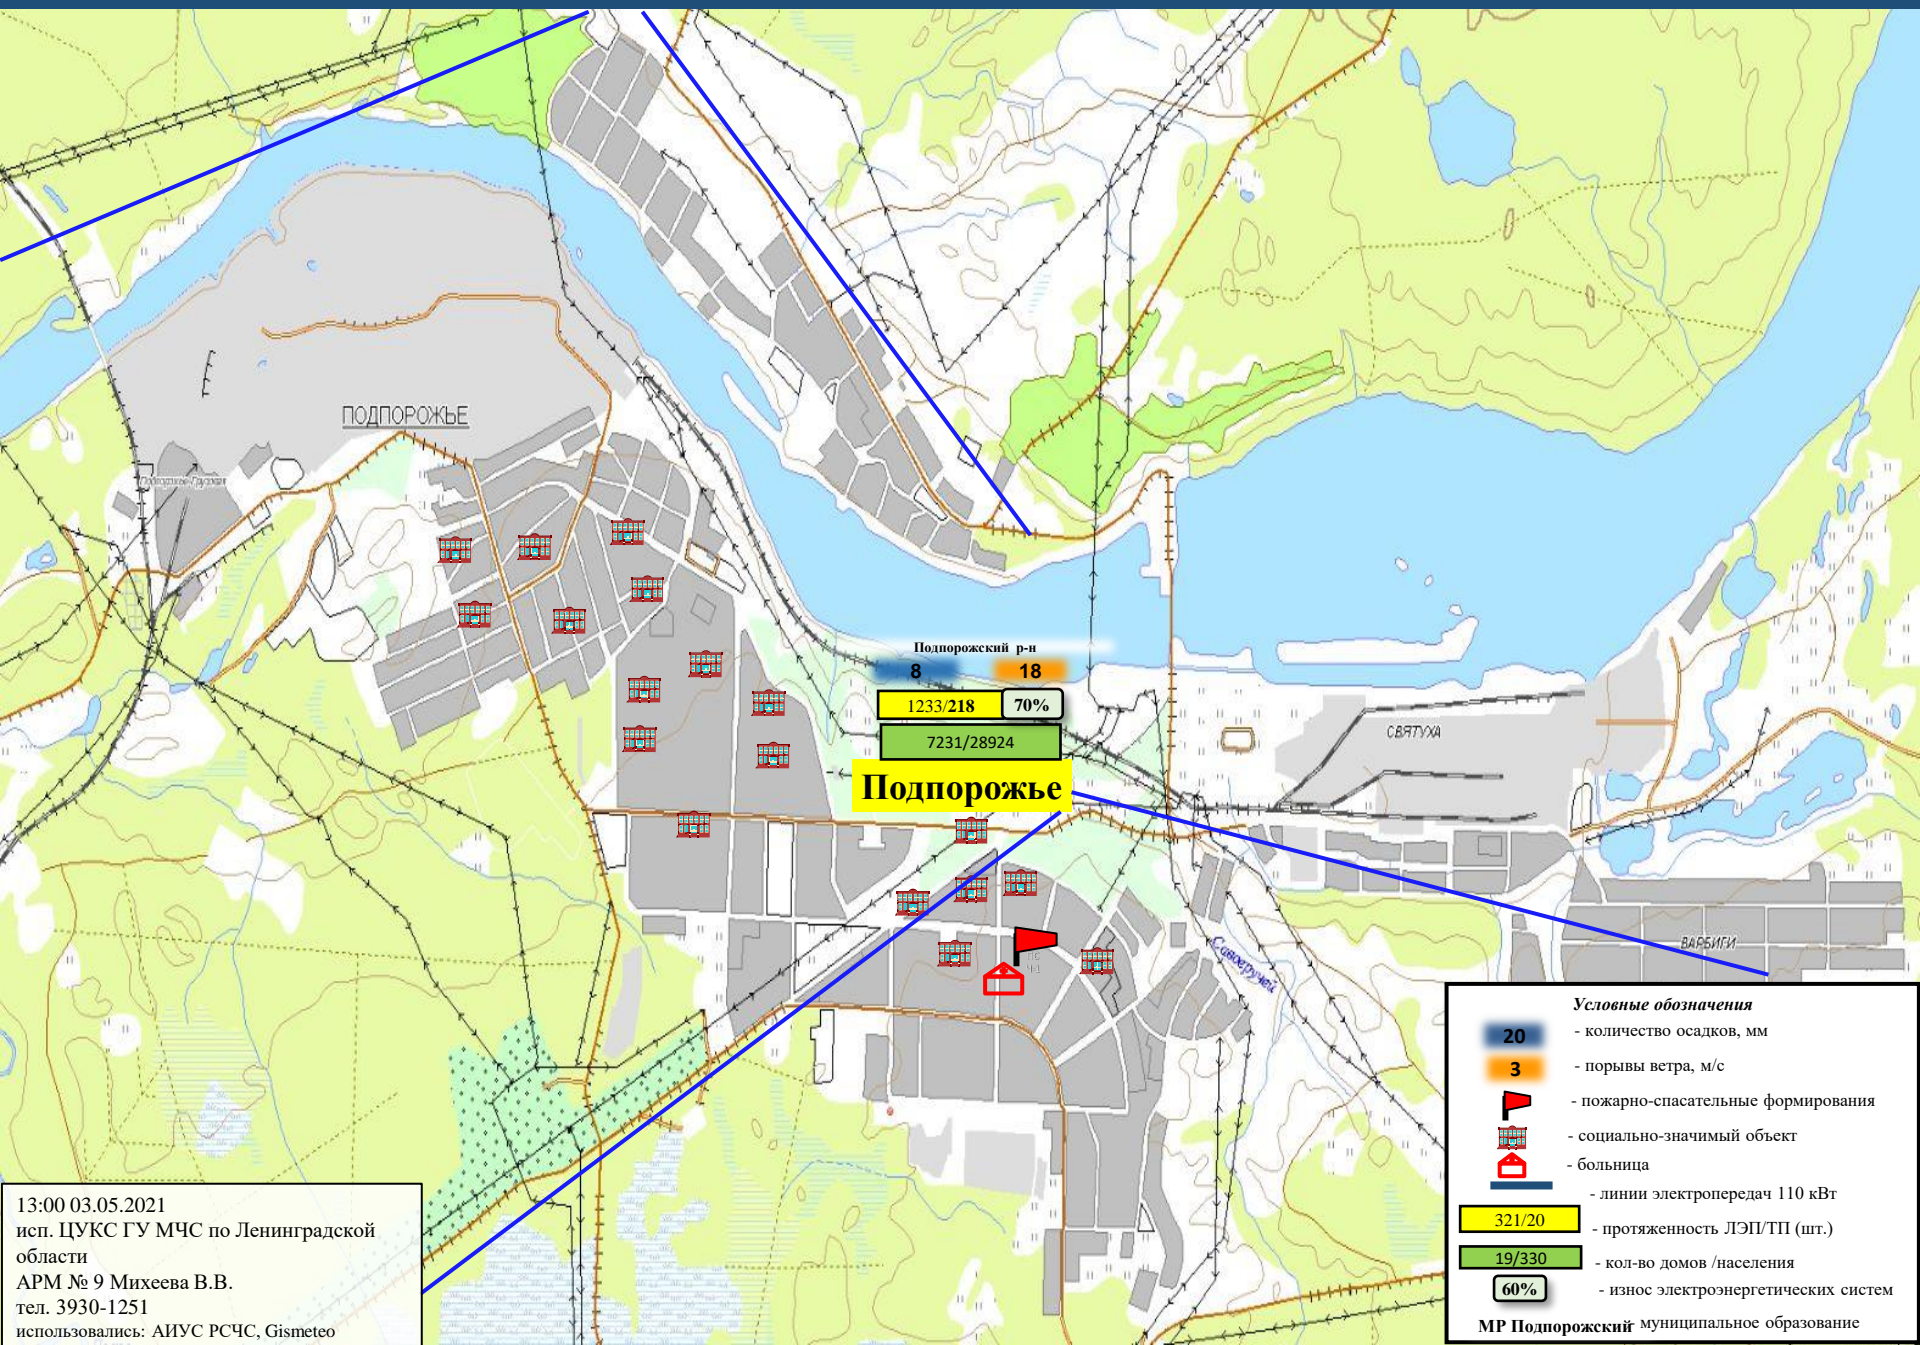 ПОДПОРОЖЬЕ
Подпорожский р-н
8
18
1233/218
70%
7231/28924
Подпорожье
СВЯТУХА
ВАРБИГИ
Условные обозначения
20
- количество осадков, мм
3
- порывы ветра, м/с
- пожарно-спасательные формирования
- социально-значимый объект
- больница
- линии электропередач 110 кВт
321/20
- протяженность ЛЭП/ТП (шт.)
19/330
- кол-во домов /населения
60%
- износ электроэнергетических систем
МР Подпорожский - муниципальное образование
13:00 03.05.2021
исп. ЦУКС ГУ МЧС по Ленинградской
области
АРМ № 9 Михеева В.В.
тел. 3930-1251
использовались: АИУС РСЧС, Gismeteo